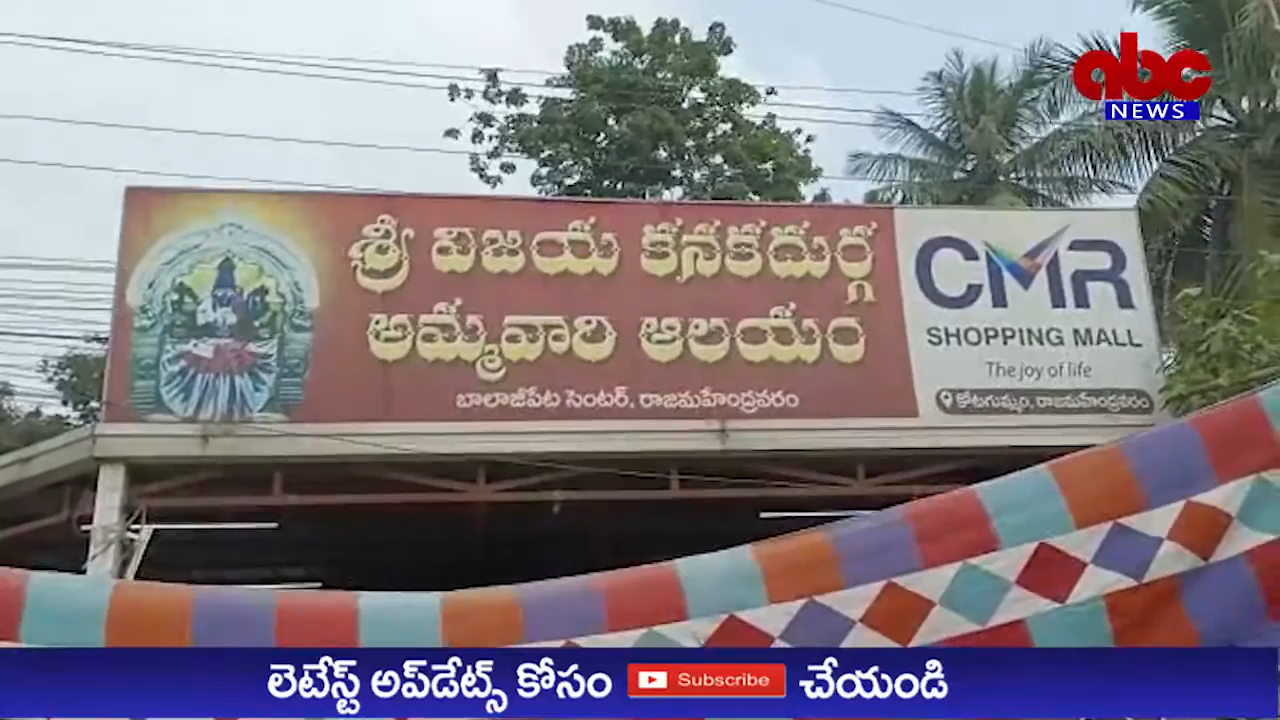 abc
NEWS
శ్రీ విజయ కనకదుర్గ
అమ్మవారి ఆలయం
బాలాజీపేట సెంటర్, రాజమహేంద్రవరం
CMR
SHOPPING MALL
The joy of life
కోటగుమ్మం, రాజమహేంద్రవరం
లెటేస్ట్ అప్‌డేట్స్ కోసం Subscribe చేయండి